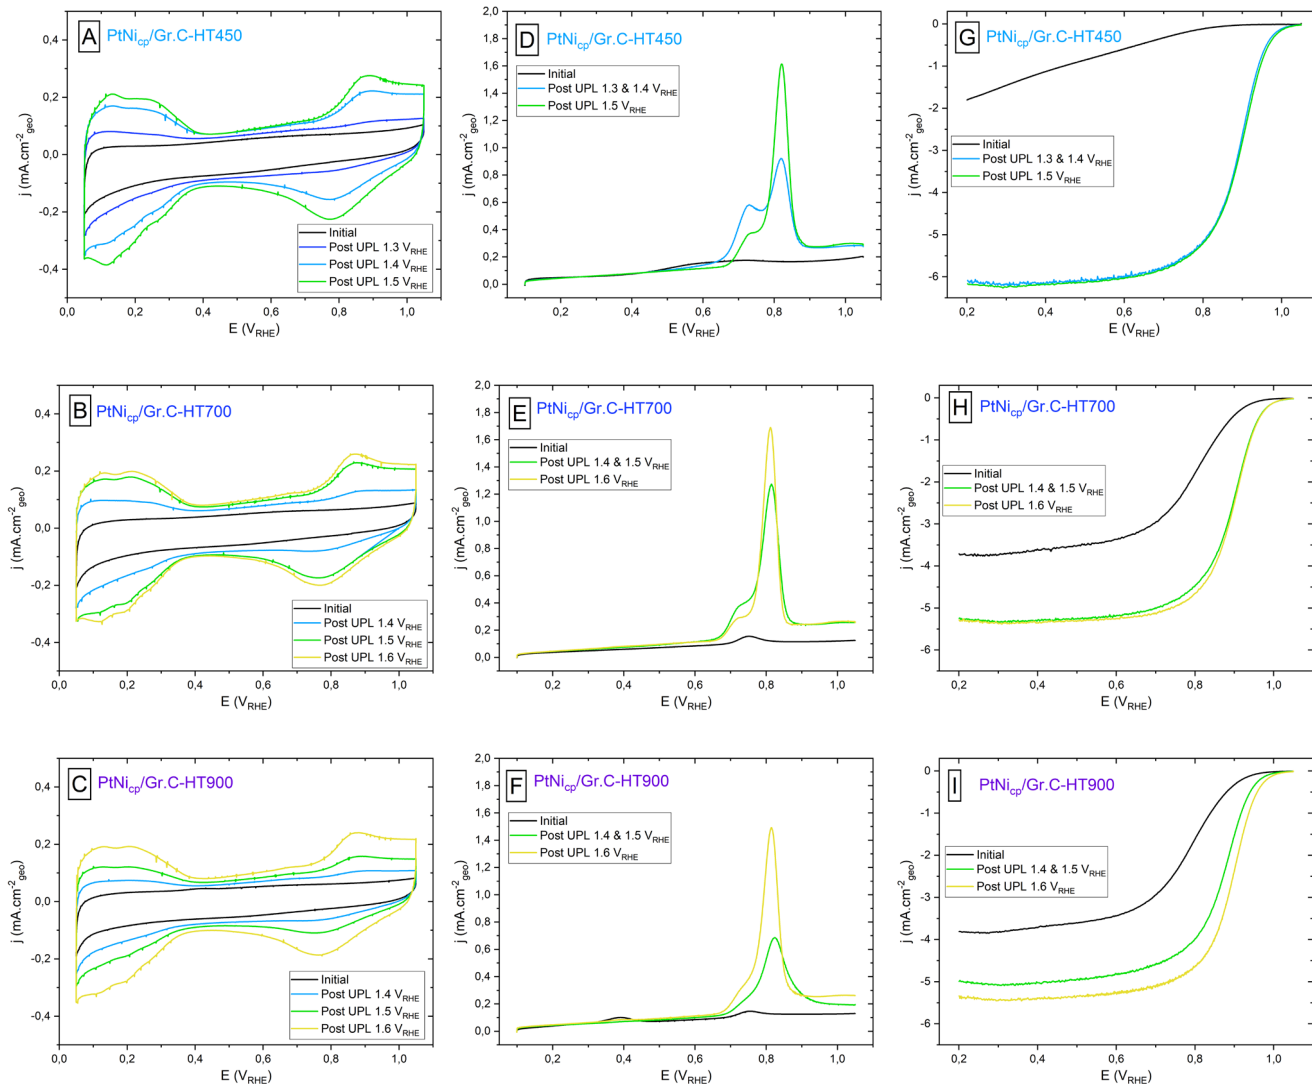 A PtNicp/Gr.C-HT450
0,4
0,2
0,0
-0,2
-0,4
j (mA.cm-2geo)
Initial
Post UPL 1.3 VRHE
Post UPL 1.4 VRHE
Post UPL 1.5 VRHE
0,0 0,2 0,4 0,6 0,8 1,0
E (VRHE)
D PtNicp/Gr.C-HT450
2,0
1,8
1,6
1,4
1,2
1,0
0,8
0,6
0,4
0,2
0,0
j (mA.cm-2geo)
Initial
Post UPL 1.3 & 1.4 VRHE
Post UPL 1.5 VRHE
0,2 0,4 0,6 0,8 1,0
E (VRHE)
G PtNicp/Gr.C-HT450
0
-1
-2
-3
-4
-5
-6
j (mA.cm-2geo)
Initial
Post UPL 1.3 & 1.4 VRHE
Post UPL 1.5 VRHE
0,2 0,4 0,6 0,8 1,0
E (VRHE)
B PtNicp/Gr.C-HT700
0,4
0,2
0,0
-0,2
-0,4
j (mA.cm-2geo)
Initial
Post UPL 1.4 VRHE
Post UPL 1.5 VRHE
Post UPL 1.6 VRHE
0,0 0,2 0,4 0,6 0,8 1,0
E (VRHE)
E PtNicp/Gr.C-HT700
2,0
1,8
1,6
1,4
1,2
1,0
0,8
0,6
0,4
0,2
0,0
j (mA.cm-2geo)
Initial
Post UPL 1.4 & 1.5 VRHE
Post UPL 1.6 VRHE
0,0 0,2 0,4 0,6 0,8 1,0
E (VRHE)
H PtNicp/Gr.C-HT700
0
-1
-2
-3
-4
-5
-6
j (mA.cm-2geo)
Initial
Post UPL 1.4 & 1.5 VRHE
Post UPL 1.6 VRHE
0,2 0,4 0,6 0,8 1,0
E (VRHE)
C PtNicp/Gr.C-HT900
0,4
0,2
0,0
-0,2
-0,4
j (mA.cm-2geo)
Initial
Post UPL 1.4 VRHE
Post UPL 1.5 VRHE
Post UPL 1.6 VRHE
0,0 0,2 0,4 0,6 0,8 1,0
E (VRHE)
F PtNicp/Gr.C-HT900
2,0
1,8
1,6
1,4
1,2
1,0
0,8
0,6
0,4
0,2
0,0
j (mA.cm-2geo)
Initial
Post UPL 1.4 & 1.5 VRHE
Post UPL 1.6 VRHE
0,0 0,2 0,4 0,6 0,8 1,0
E (VRHE)
I PtNicp/Gr.C-HT900
0
-1
-2
-3
-4
-5
-6
j (mA.cm-2geo)
Initial
Post UPL 1.4 & 1.5 VRHE
Post UPL 1.6 VRHE
0,2 0,4 0,6 0,8 1,0
E (VRHE)